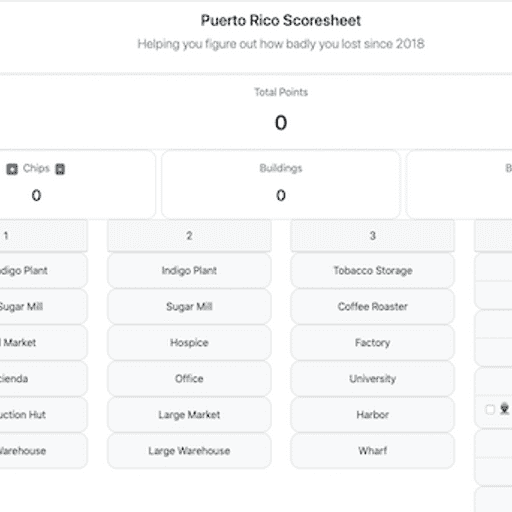 Puerto Rico Scoresheet
Helping you figure out how badly you lost since 2018
Total Points
0
Chips
0
Buildings
0
B
1
2
3
digo Plant
Indigo Plant
Tobacco Storage
Sugar Mill
Sugar Mill
Coffee Roaster
Market
Hospice
Factory
ienda
Office
University
uction Hut
Large Market
Harbor
Warehouse
Large Warehouse
Wharf